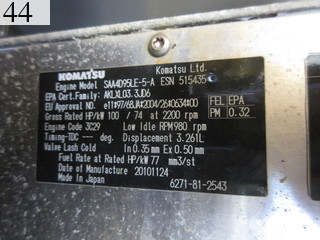 44
KOMATSU Komatsu Ltd.
Engine Model SAA4D95LE-5-A ESN 515435
EPA Cert.Family: AKLXL03.3JD6
EU Approval NO. e11*97/68JA*2004/26*0634*00
Gross Rated HP/kW 100 / 74 at 2200 rpm
FEL EPA
PM 0.32
Engine Code 3C29 Low Idle RPM 980 rpm
Timing-TDC --- deg. Displacement 3.261L
Valve Lash Cold In 0.35 mm Ex 0.50 mm
Fuel Rate at Rated HP/kW 77 mm3/st
Date of Manufacture 20101124
Made in Japan 6271-81-2543